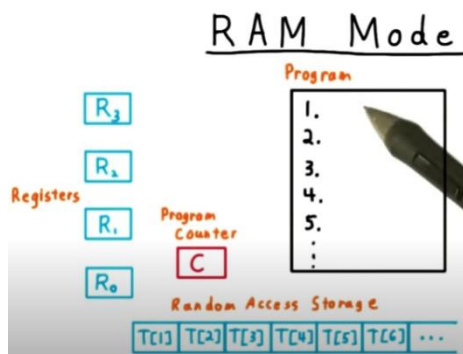 RAM Mode
Program
1.
2.
3.
4.
5.
⋮
Registers
R₃
R₂
R₁
R₀
Program
Counter
C
Random Access Storage
T[1] T[2] T[3] T[4] T[5] T[6] ...